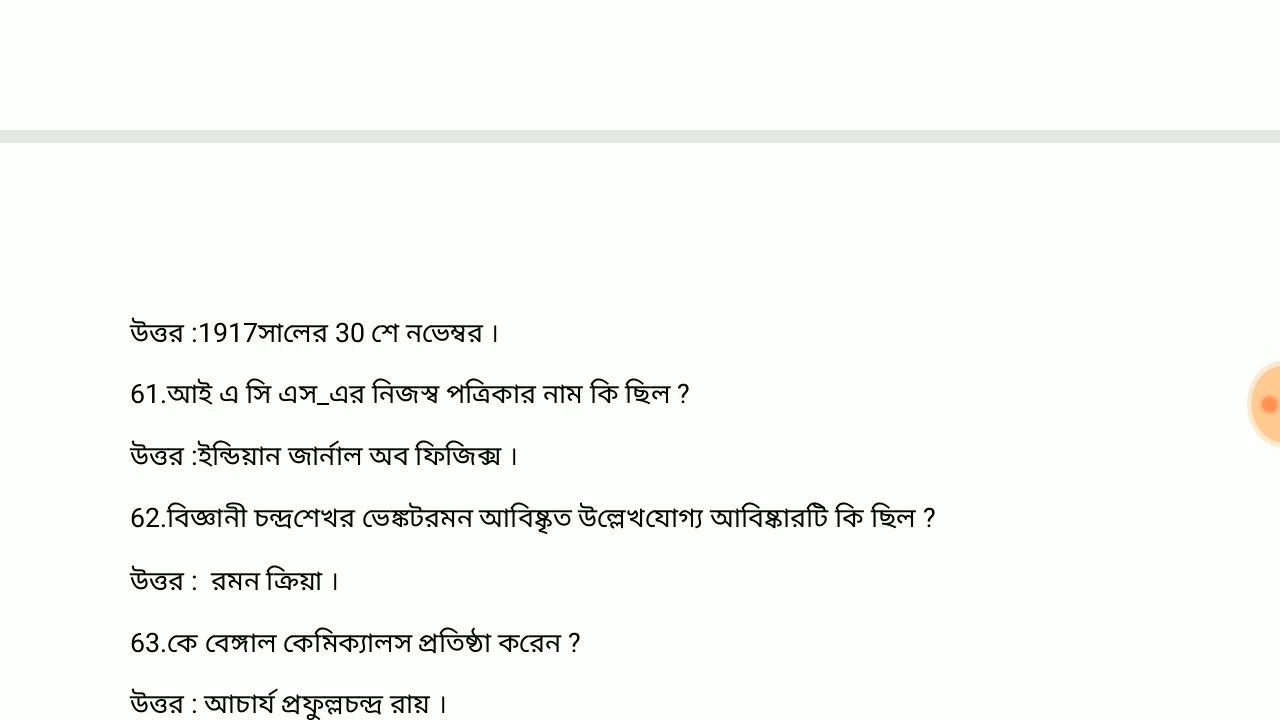 উত্তর :1917সালের 30 শে নভেম্বর ।
61.আই এ সি এস_এর নিজস্ব পত্রিকার নাম কি ছিল ?
উত্তর :ইন্ডিয়ান জার্নাল অব ফিজিক্স ।
62.বিজ্ঞানী চন্দ্রশেখর ভেঙ্কটরমন আবিষ্কৃত উল্লেখযোগ্য আবিষ্কারটি কি ছিল ?
উত্তর : রমন ক্রিয়া ।
63.কে বেঙ্গাল কেমিক্যালস প্রতিষ্ঠা করেন ?
উত্তর : আচার্য প্রফুল্লচন্দ্র রায় ।